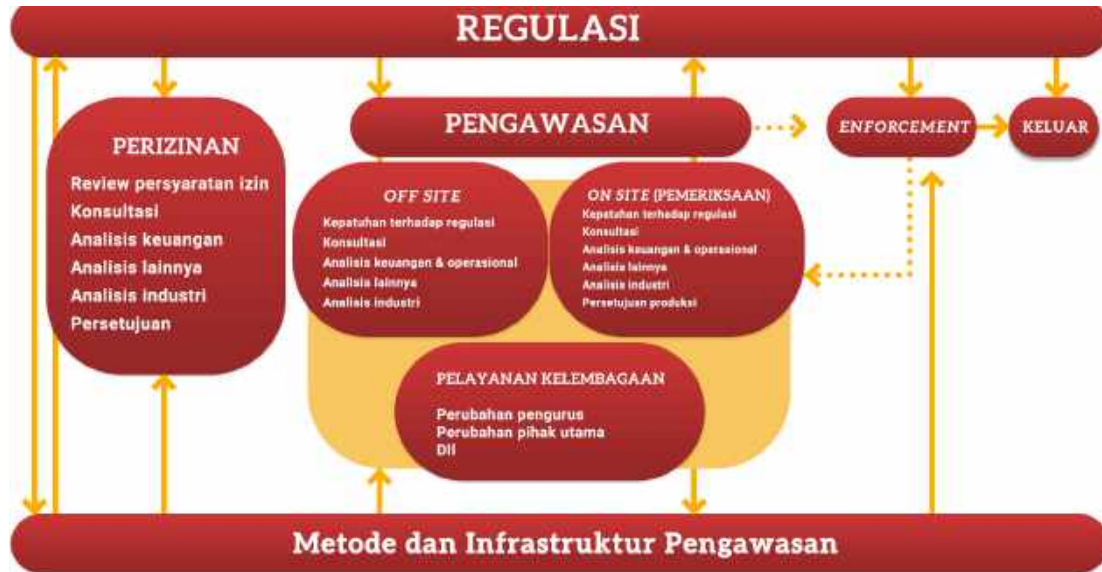 REGULASI
PERIZINAN
Review persyaratan izin
Konsultasi
Analisis keuangan
Analisis lainnya
Analisis industri
Persetujuan
PENGAWASAN
ENFORCEMENT
KELUAR
OFF SITE
Kepatuhan terhadap regulasi
Konsultasi
Analisis keuangan & operasional
Analisis lainnya
Analisis industri
ON SITE (PEMERIKSAAN)
Kepatuhan terhadap regulasi
Konsultasi
Analisis keuangan & operasional
Analisis lainnya
Analisis industri
Persetujuan produksi
PELAYANAN KELEMBAGAAN
Perubahan pengurus
Perubahan pihak utama
Dll
Metode dan Infrastruktur Pengawasan